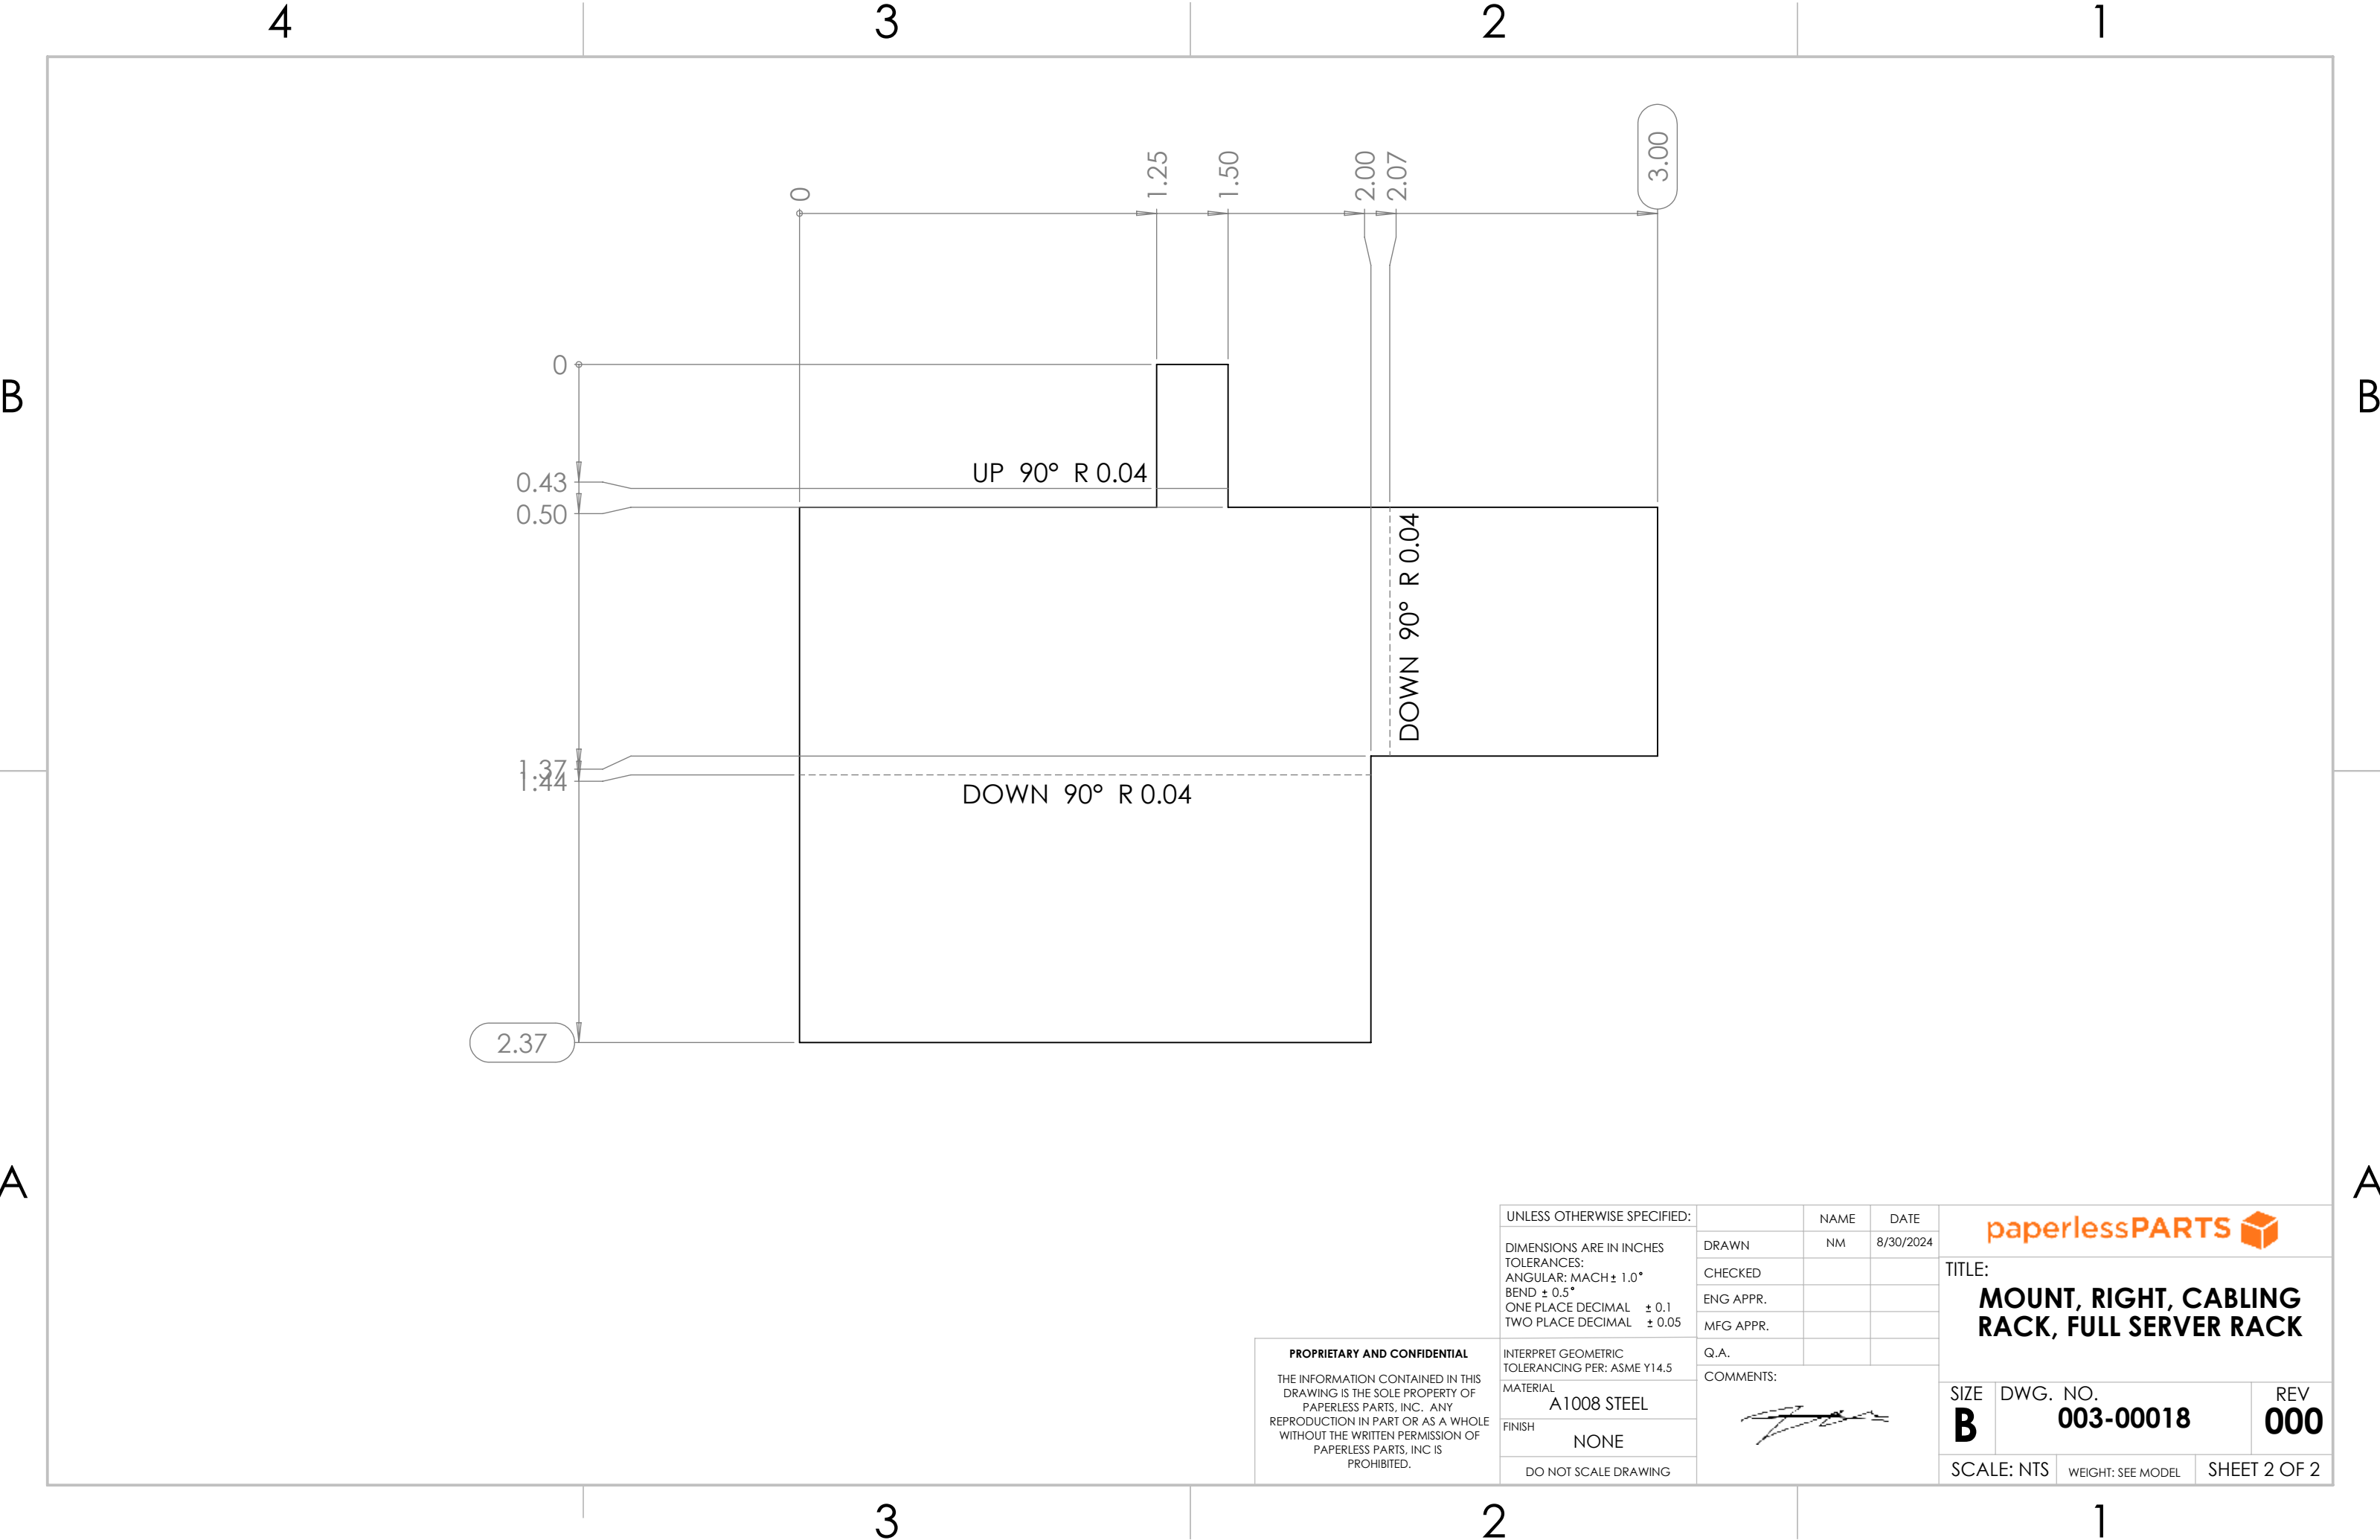 4 3 2 1
0 1.25 1.50 2.00 2.07 3.00
0
B B
UP 90° R 0.04
0.43
0.50
DOWN 90° R 0.04
1.37
1.44
DOWN 90° R 0.04
2.37
A A
UNLESS OTHERWISE SPECIFIED:
DIMENSIONS ARE IN INCHES
TOLERANCES:
ANGULAR: MACH ± 1.0°
BEND ± 0.5°
ONE PLACE DECIMAL ± 0.1
TWO PLACE DECIMAL ± 0.05
INTERPRET GEOMETRIC
TOLERANCING PER: ASME Y14.5
MATERIAL
A1008 STEEL
FINISH
NONE
DO NOT SCALE DRAWING
PROPRIETARY AND CONFIDENTIAL
THE INFORMATION CONTAINED IN THIS
DRAWING IS THE SOLE PROPERTY OF
PAPERLESS PARTS, INC. ANY
REPRODUCTION IN PART OR AS A WHOLE
WITHOUT THE WRITTEN PERMISSION OF
PAPERLESS PARTS, INC IS
PROHIBITED.
NAME DATE
DRAWN NM 8/30/2024
CHECKED
ENG APPR.
MFG APPR.
Q.A.
COMMENTS:
paperlessPARTS
TITLE:
MOUNT, RIGHT, CABLING
RACK, FULL SERVER RACK
SIZE DWG. NO. REV
B 003-00018 000
SCALE: NTS WEIGHT: SEE MODEL SHEET 2 OF 2
3 2 1